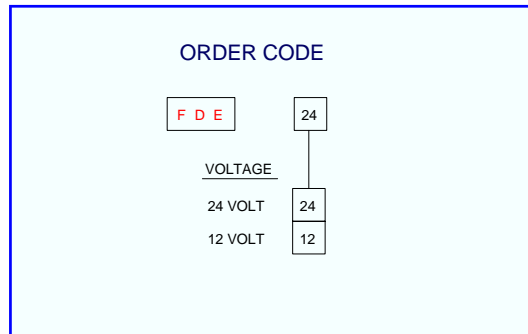 ORDER CODE
F D E 24
VOLTAGE
24 VOLT 24
12 VOLT 12